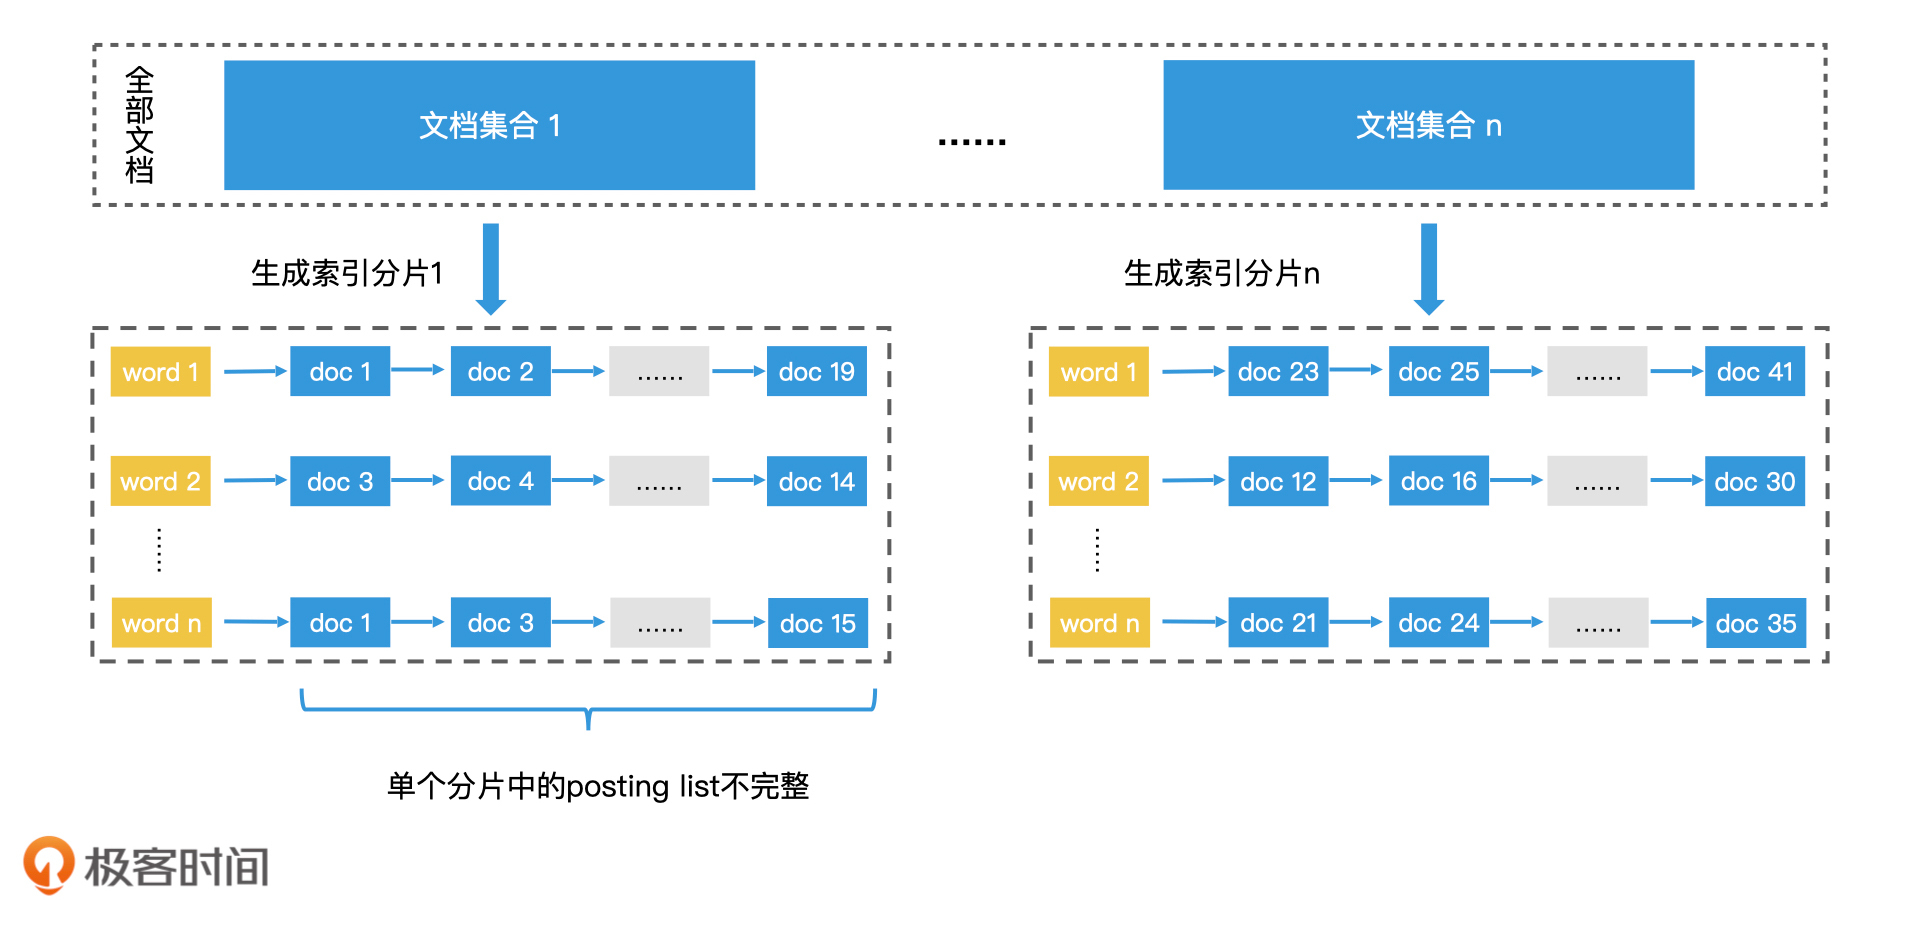 全部文档
文档集合 1
......
文档集合 n
生成索引分片1
生成索引分片n
word 1
doc 1
doc 2
......
doc 19
word 2
doc 3
doc 4
......
doc 14
......
word n
doc 1
doc 3
......
doc 15
word 1
doc 23
doc 25
......
doc 41
word 2
doc 12
doc 16
......
doc 30
......
word n
doc 21
doc 24
......
doc 35
单个分片中的posting list不完整
极客时间